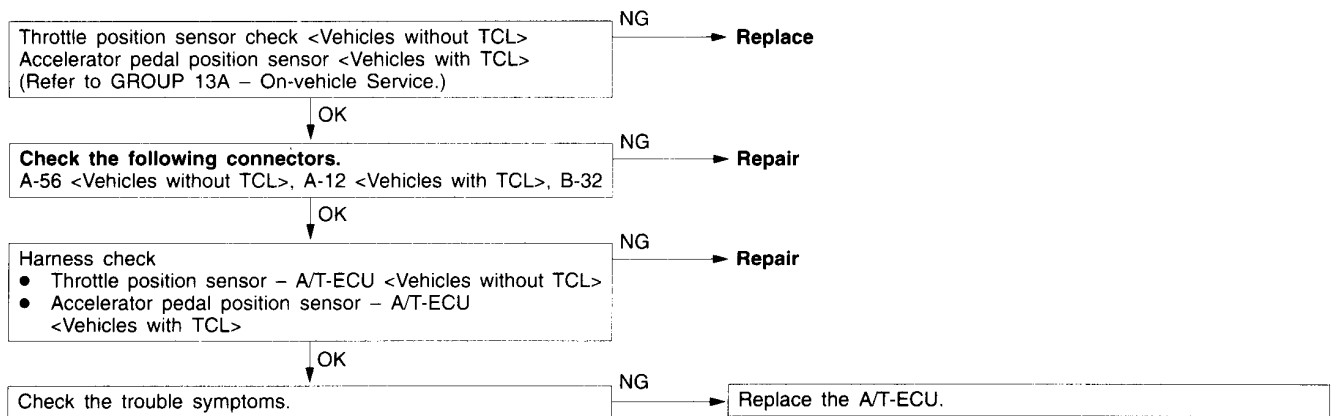 Throttle position sensor check <Vehicles without TCL>
Accelerator pedal position sensor <Vehicles with TCL>
(Refer to GROUP 13A – On-vehicle Service.)
NG
Replace
OK
Check the following connectors.
A-56 <Vehicles without TCL>, A-12 <Vehicles with TCL>, B-32
NG
Repair
OK
Harness check
● Throttle position sensor – A/T-ECU <Vehicles without TCL>
● Accelerator pedal position sensor – A/T-ECU
<Vehicles with TCL>
NG
Repair
OK
Check the trouble symptoms.
NG
Replace the A/T-ECU.